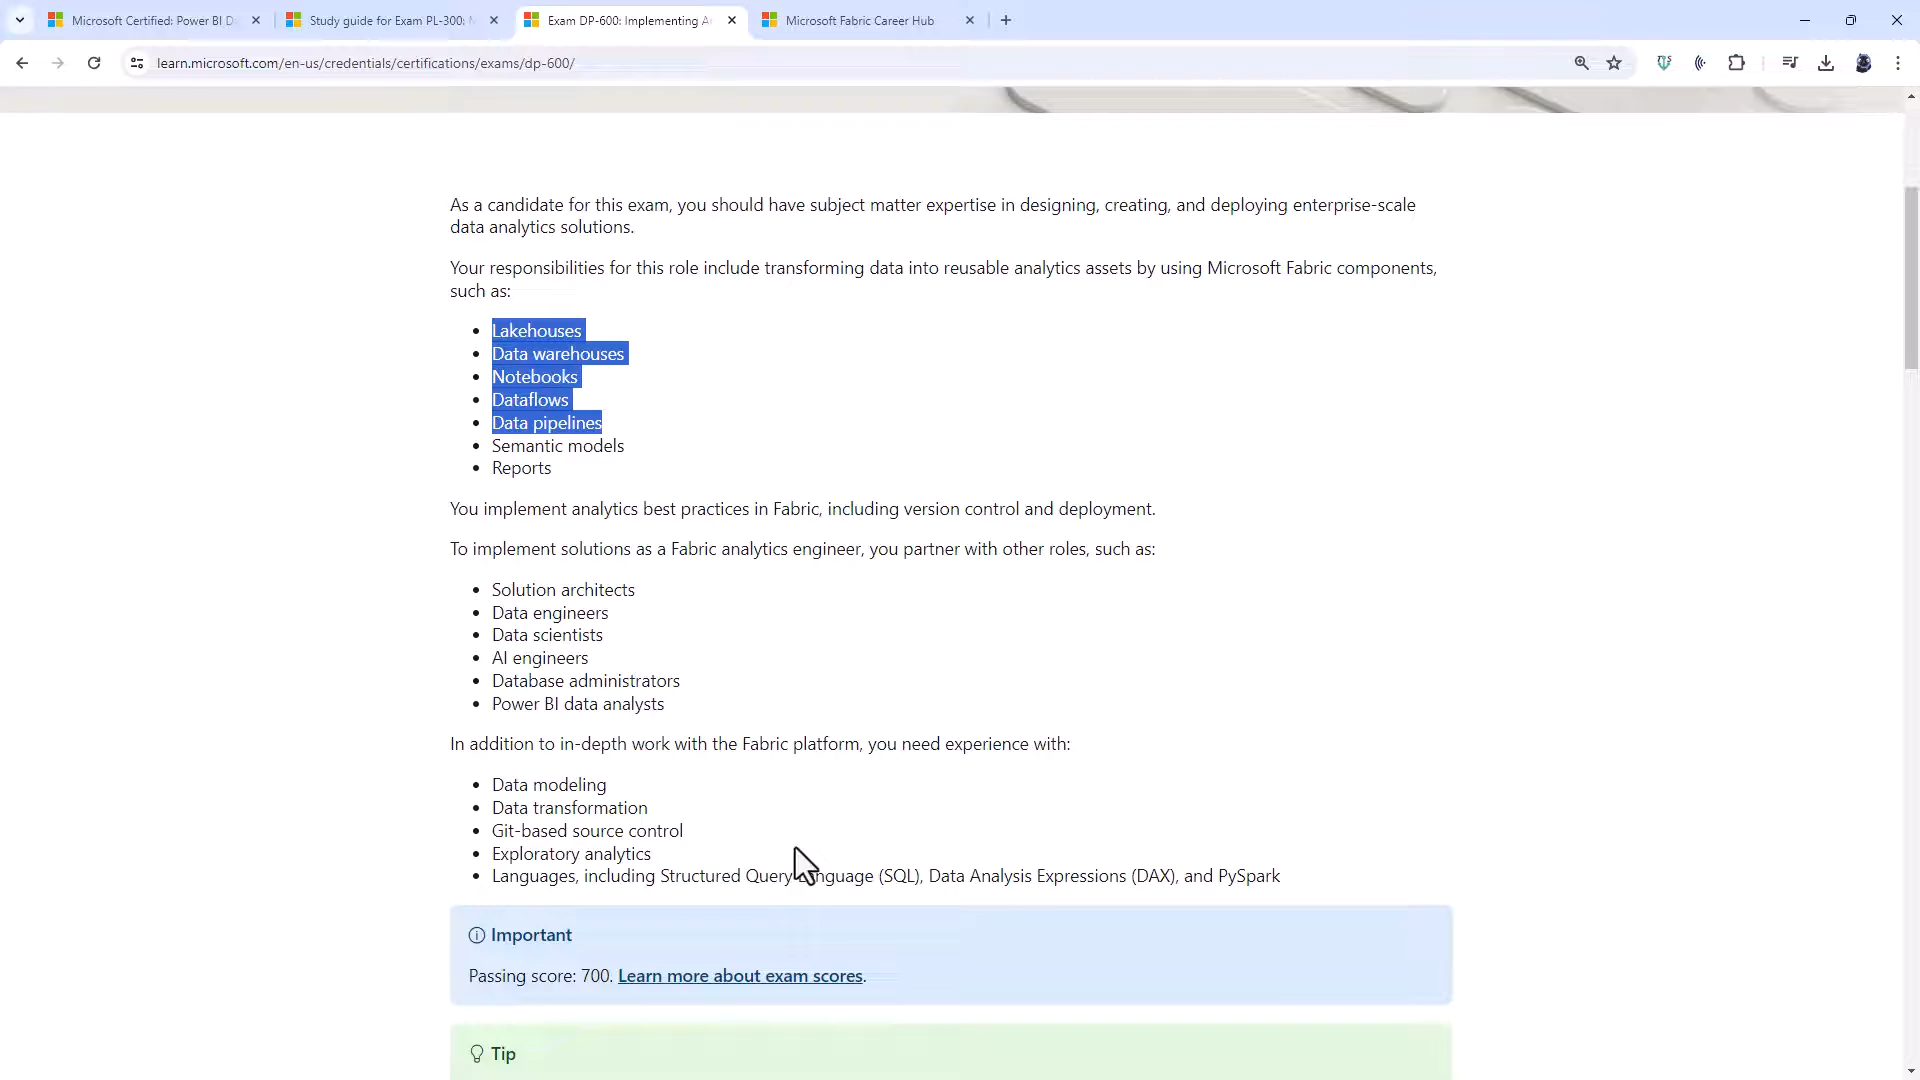 Microsoft Certified: Power BI D
Study guide for Exam PL-300: M
Exam DP-600: Implementing A
Microsoft Fabric Career Hub
learn.microsoft.com/en-us/credentials/certifications/exams/dp-600/
As a candidate for this exam, you should have subject matter expertise in designing, creating, and deploying enterprise-scale
data analytics solutions.
Your responsibilities for this role include transforming data into reusable analytics assets by using Microsoft Fabric components,
such as:
• Lakehouses
• Data warehouses
• Notebooks
• Dataflows
• Data pipelines
• Semantic models
• Reports
You implement analytics best practices in Fabric, including version control and deployment.
To implement solutions as a Fabric analytics engineer, you partner with other roles, such as:
• Solution architects
• Data engineers
• Data scientists
• AI engineers
• Database administrators
• Power BI data analysts
In addition to in-depth work with the Fabric platform, you need experience with:
• Data modeling
• Data transformation
• Git-based source control
• Exploratory analytics
• Languages, including Structured Query Language (SQL), Data Analysis Expressions (DAX), and PySpark
Important
Passing score: 700. Learn more about exam scores.
Tip